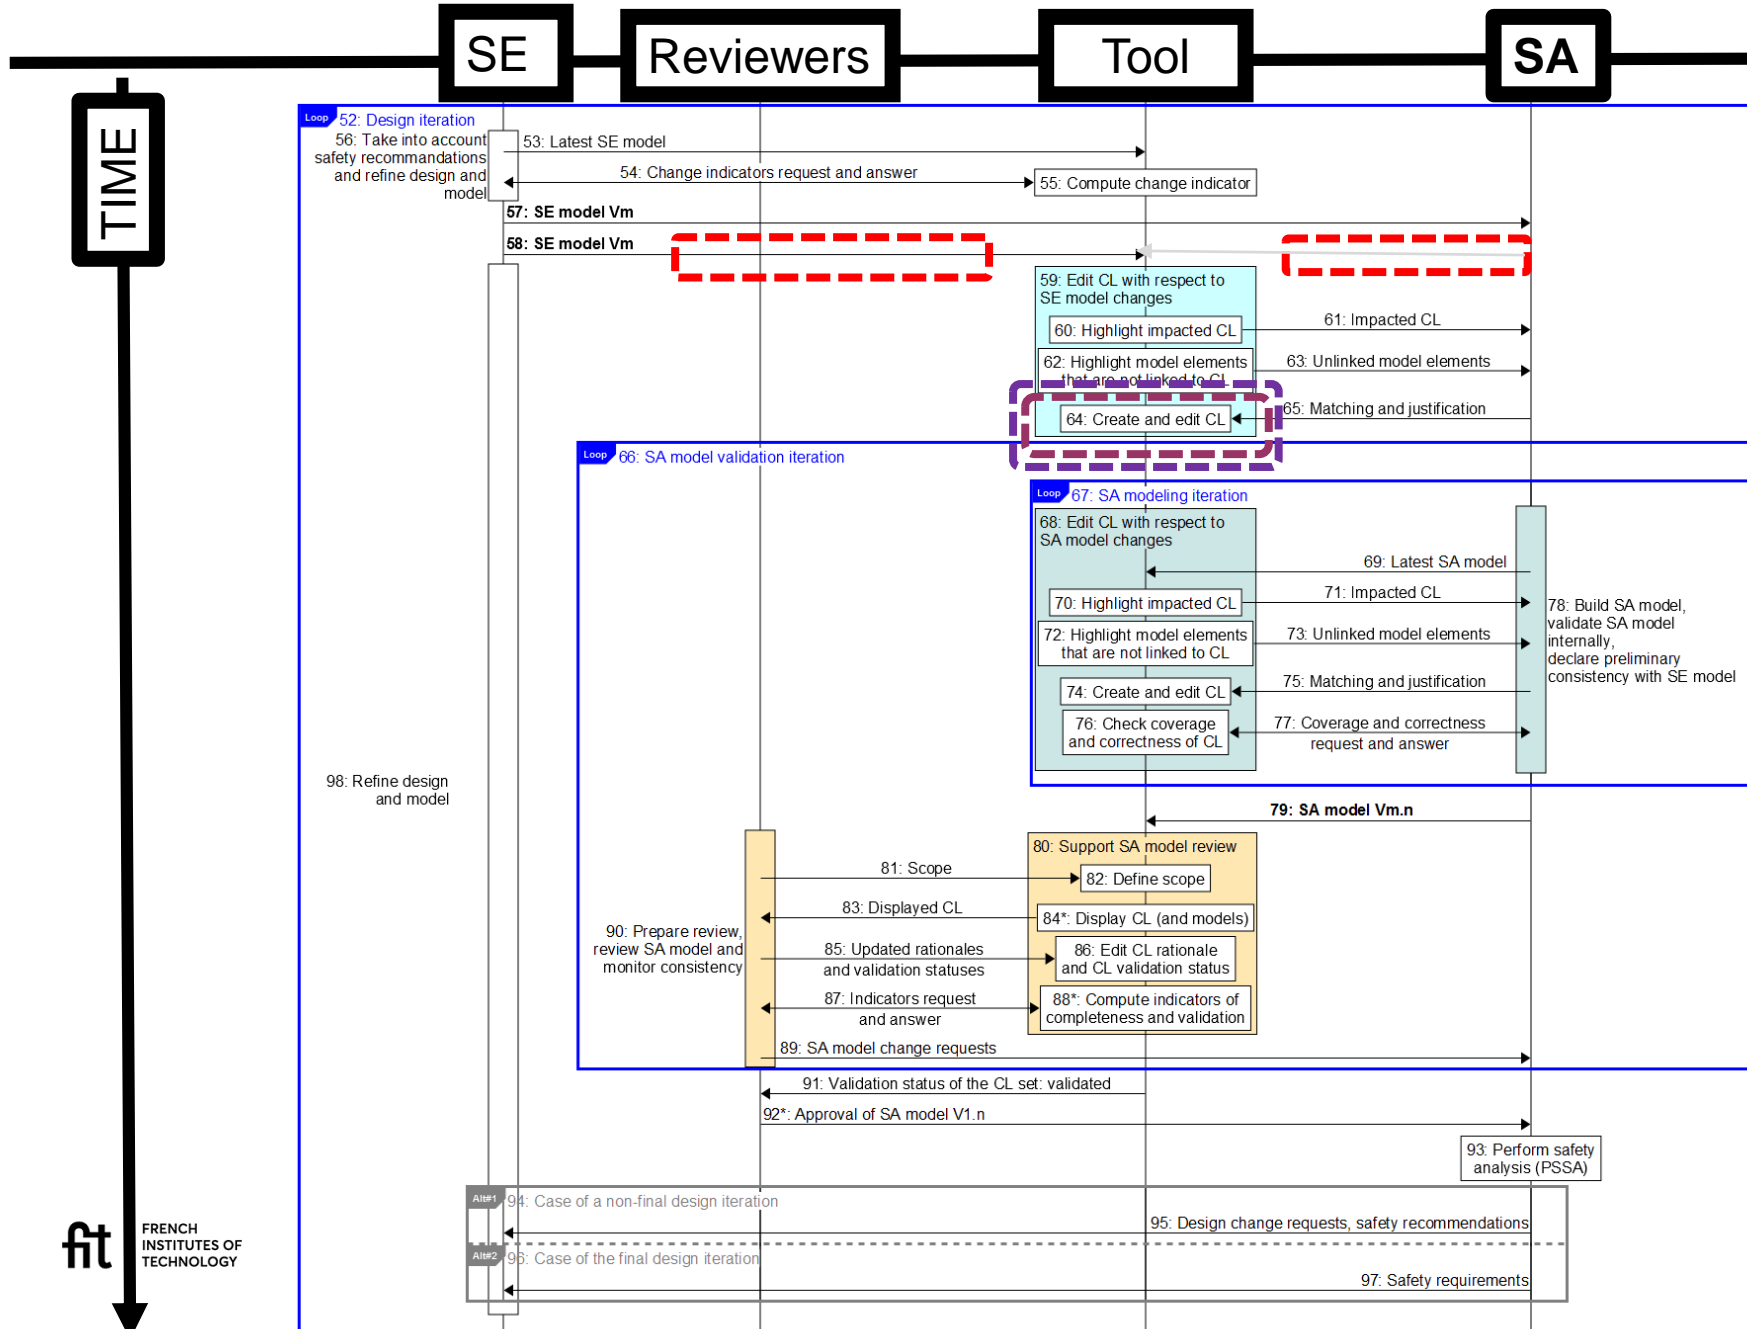 SE
Reviewers
Tool
SA
TIME
Loop
52: Design iteration
56: Take into account
safety recommandations
and refine design and
model
53: Latest SE model
54: Change indicators request and answer
55: Compute change indicator
57: SE model Vm
58: SE model Vm
59: Edit CL with respect to
SE model changes
60: Highlight impacted CL
61: Impacted CL
62: Highlight model elements
that are not linked to CL
63: Unlinked model elements
64: Create and edit CL
65: Matching and justification
Loop
66: SA model validation iteration
Loop
67: SA modeling iteration
68: Edit CL with respect to
SA model changes
69: Latest SA model
70: Highlight impacted CL
71: Impacted CL
72: Highlight model elements
that are not linked to CL
73: Unlinked model elements
74: Create and edit CL
75: Matching and justification
76: Check coverage
and correctness of CL
77: Coverage and correctness
request and answer
78: Build SA model,
validate SA model
internally,
declare preliminary
consistency with SE model
98: Refine design
and model
79: SA model Vm.n
80: Support SA model review
81: Scope
82: Define scope
83: Displayed CL
84*: Display CL (and models)
90: Prepare review,
review SA model and
monitor consistency
85: Updated rationales
and validation statuses
86: Edit CL rationale
and CL validation status
87: Indicators request
and answer
88*: Compute indicators of
completeness and validation
89: SA model change requests
91: Validation status of the CL set: validated
92*: Approval of SA model V1.n
93: Perform safety
analysis (PSSA)
Alt#1
94: Case of a non-final design iteration
95: Design change requests, safety recommendations
Alt#2
96: Case of the final design iteration
97: Safety requirements
fit
FRENCH
INSTITUTES OF
TECHNOLOGY